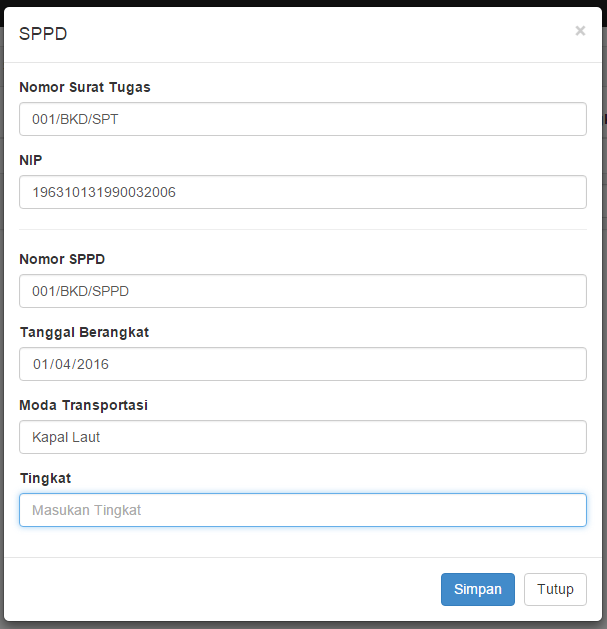 SPPD ×
Nomor Surat Tugas
001/BKD/SPT
NIP
196310131990032006
Nomor SPPD
001/BKD/SPPD
Tanggal Berangkat
01/04/2016
Moda Transportasi
Kapal Laut
Tingkat
Masukan Tingkat
Simpan Tutup